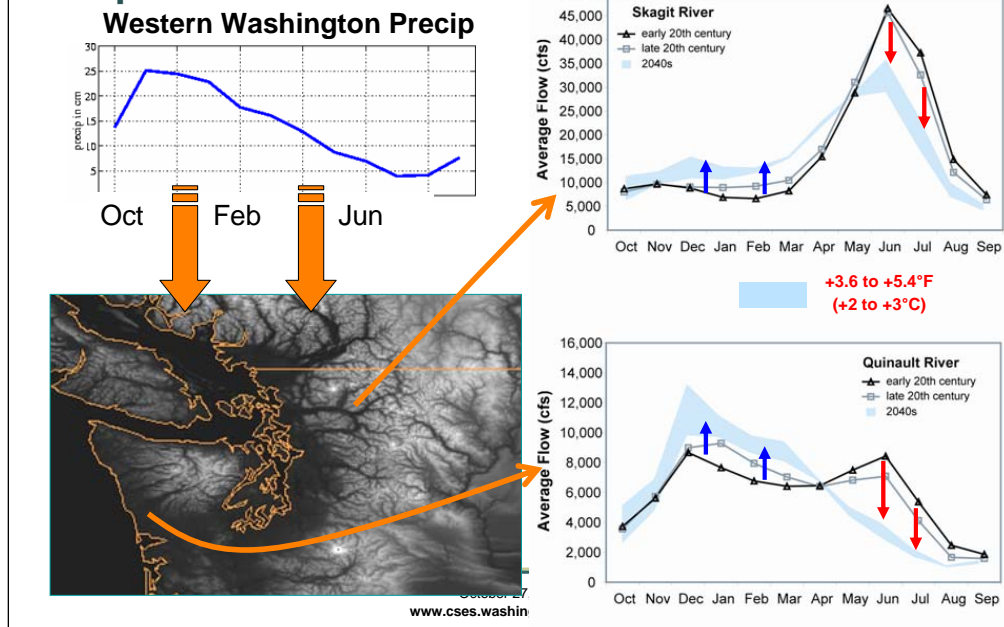 Western Washington Precip
30
25
20
15
10
5
precip in cm
Oct Feb Jun
Skagit River
early 20th century
late 20th century
2040s
Average Flow (cfs)
45,000
40,000
35,000
30,000
25,000
20,000
15,000
10,000
5,000
0
Oct Nov Dec Jan Feb Mar Apr May Jun Jul Aug Sep
+3.6 to +5.4°F
(+2 to +3°C)
Quinault River
early 20th century
late 20th century
2040s
Average Flow (cfs)
16,000
14,000
12,000
10,000
8,000
6,000
4,000
2,000
0
Oct Nov Dec Jan Feb Mar Apr May Jun Jul Aug Sep
October 27,
www.cses.washing